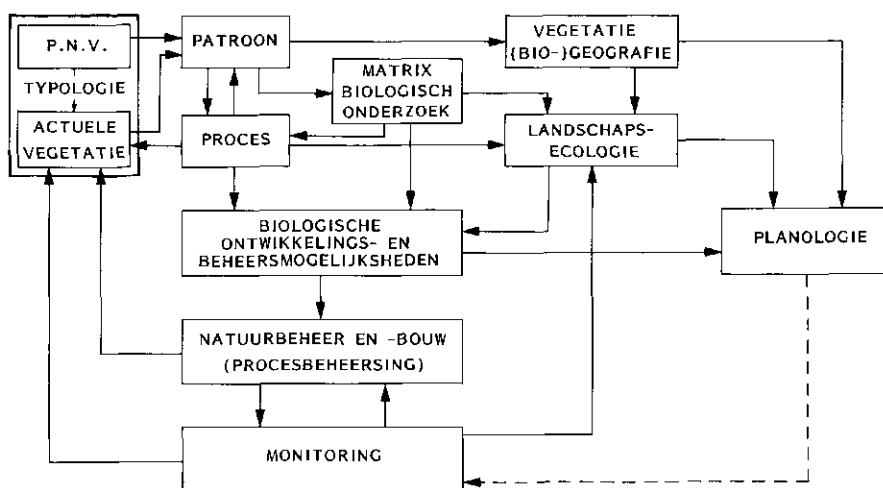 P.N.V.
TYPOLOGIE
ACTUELE
VEGETATIE
PATROON
PROCES
MATRIX
BIOLOGISCH
ONDERZOEK
VEGETATIE
(BIO-)GEOGRAFIE
LANDSCHAPS-
ECOLOGIE
BIOLOGISCHE
ONTWIKKELINGS- EN
BEHEERSMOGELIJKSHEDEN
PLANOLOGIE
NATUURBEHEER EN -BOUW
(PROCESBEHEERSING)
MONITORING